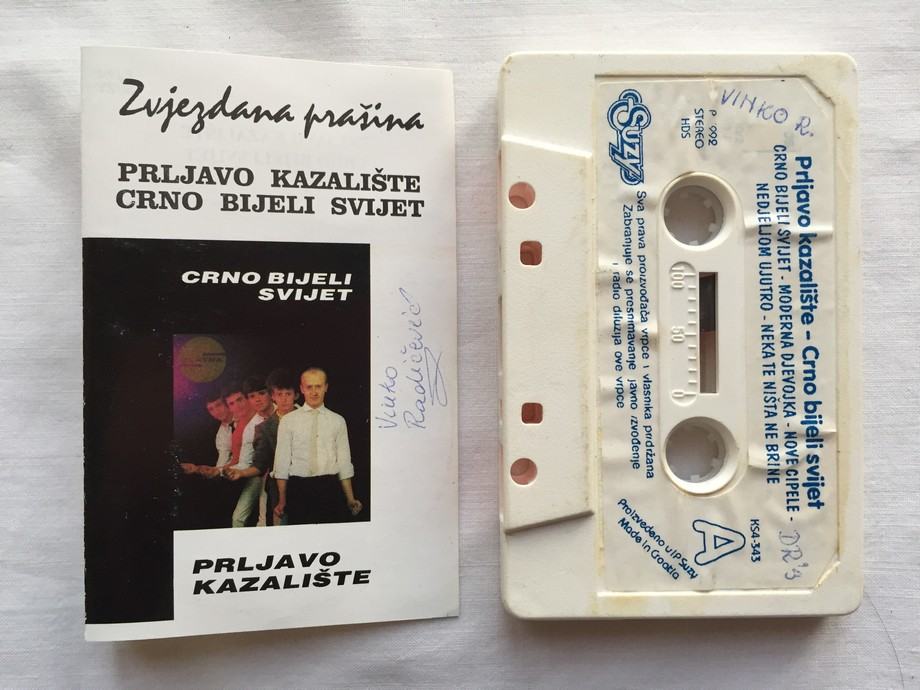 Zvjezdana prašina
PRLJAVO KAZALIŠTE
CRNO BIJELI SVIJET
CRNO BIJELI
SVIJET
Vinko
Radičević
PRLJAVO
KAZALIŠTE
VINKO R.
Prljavo kazalište – Crno bijeli svijet
CRNO BIJELI SVIJET - MODERNA DJEVOJKA - NOVE CIPELE -
NEDJELJOM UJUTRO - NEKA TE NIŠTA NE BRINE
SUZY
P 1992
STEREO
HDS
100 50 0
Sva prava proizvođača vrpce i vlasnika pridržana
Zabranjuje se presnimavanje javno izvođenje
i radio difuzija ove vrpce
A
KS4-343
Proizvedeno u IP Suzy
Made in Croatia